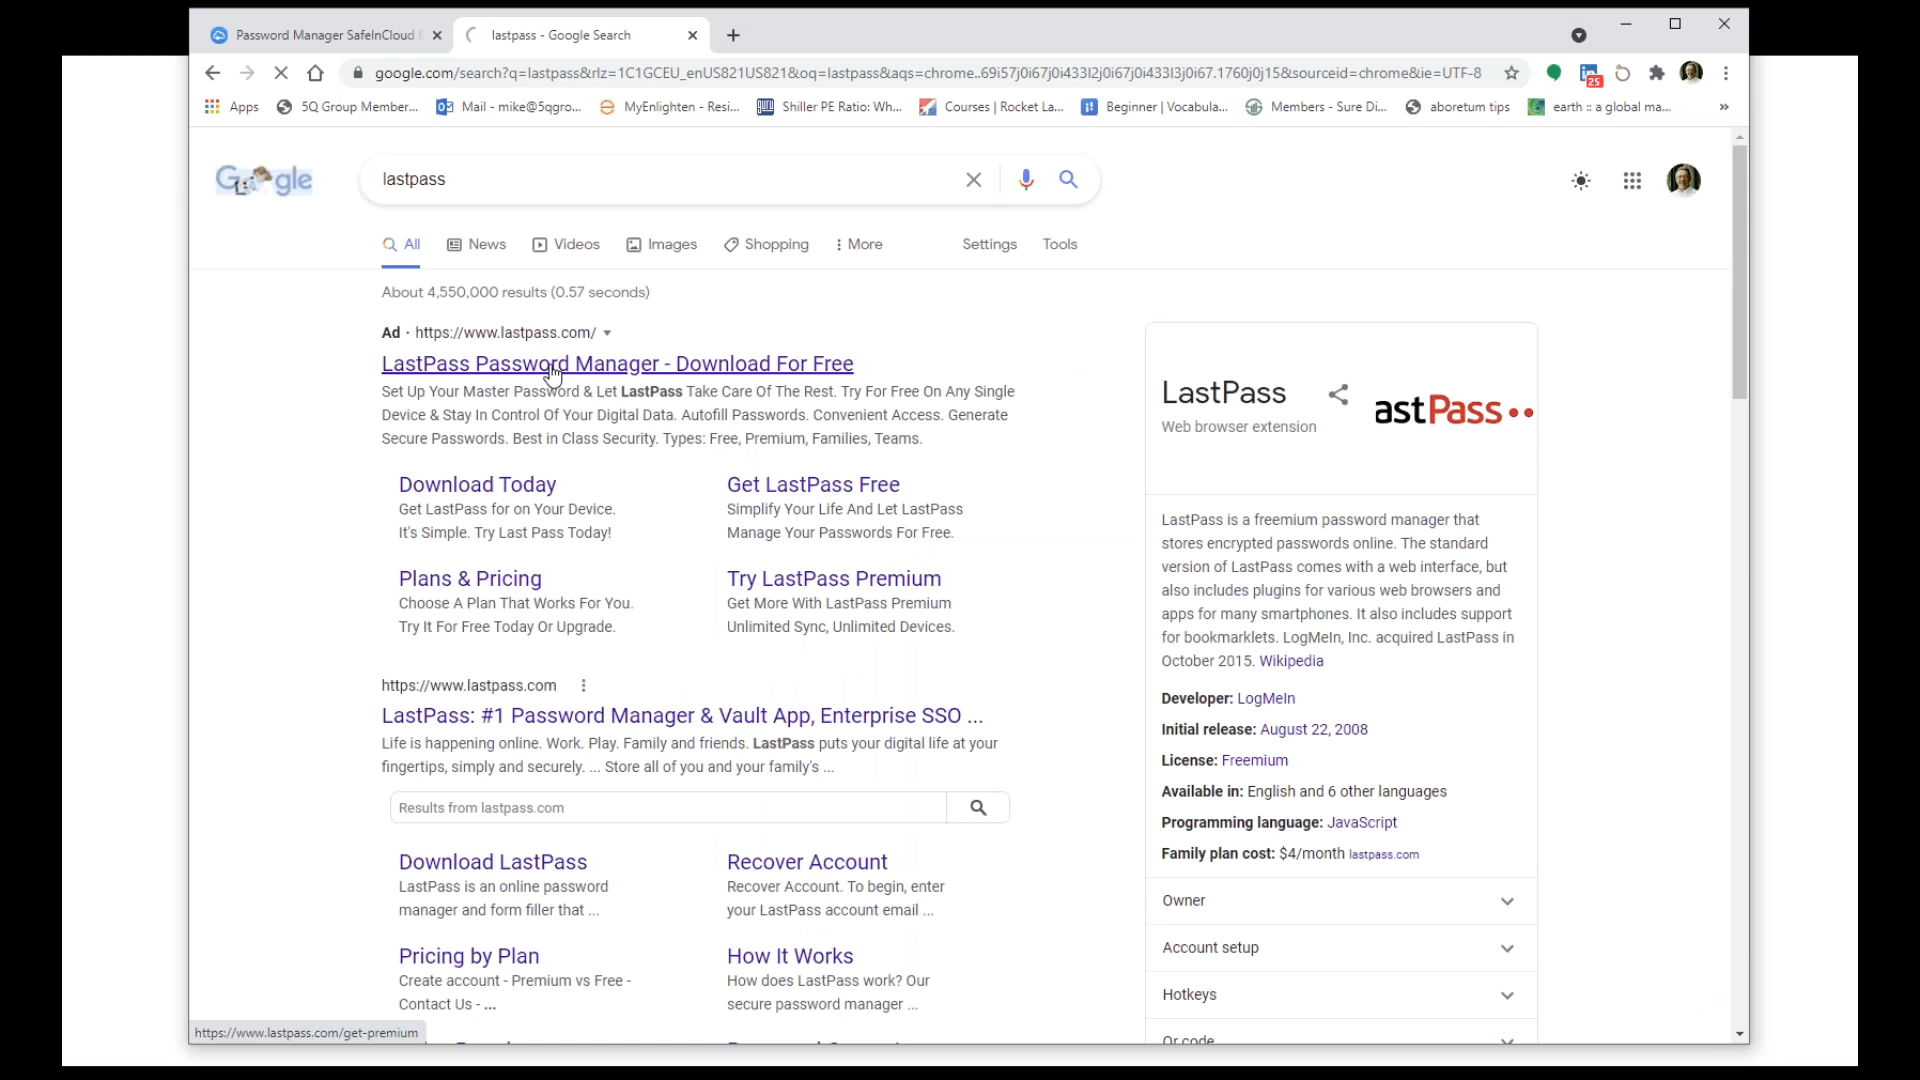 Password Manager SafeInCloud
lastpass - Google Search
google.com/search?q=lastpass&rlz=1C1GCEU_enUS821US821&oq=lastpass&aqs=chrome..69i57j0i67j0i433l2j0i67j0i433l3j0i67.1760j0j15&sourceid=chrome&ie=UTF-8
25
Apps 5Q Group Member... Mail - mike@5qgro... MyEnlighten - Resi... Shiller PE Ratio: Wh... Courses | Rocket La... Beginner | Vocabula... Members - Sure Di... aboretum tips earth :: a global ma... »
lastpass
All News Videos Images Shopping More Settings Tools
About 4,550,000 results (0.57 seconds)
Ad · https://www.lastpass.com/
LastPass Password Manager - Download For Free
Set Up Your Master Password & Let LastPass Take Care Of The Rest. Try For Free On Any Single
Device & Stay In Control Of Your Digital Data. Autofill Passwords. Convenient Access. Generate
Secure Passwords. Best in Class Security. Types: Free, Premium, Families, Teams.
Download Today
Get LastPass for on Your Device.
It's Simple. Try Last Pass Today!
Get LastPass Free
Simplify Your Life And Let LastPass
Manage Your Passwords For Free.
Plans & Pricing
Choose A Plan That Works For You.
Try It For Free Today Or Upgrade.
Try LastPass Premium
Get More With LastPass Premium
Unlimited Sync, Unlimited Devices.
https://www.lastpass.com
LastPass: #1 Password Manager & Vault App, Enterprise SSO ...
Life is happening online. Work. Play. Family and friends. LastPass puts your digital life at your
fingertips, simply and securely. ... Store all of you and your family's ...
Results from lastpass.com
Download LastPass
LastPass is an online password
manager and form filler that ...
Recover Account
Recover Account. To begin, enter
your LastPass account email ...
Pricing by Plan
Create account - Premium vs Free -
Contact Us - ...
How It Works
How does LastPass work? Our
secure password manager ...
https://www.lastpass.com/get-premium
LastPass
Web browser extension
astPass
LastPass is a freemium password manager that
stores encrypted passwords online. The standard
version of LastPass comes with a web interface, but
also includes plugins for various web browsers and
apps for many smartphones. It also includes support
for bookmarklets. LogMeIn, Inc. acquired LastPass in
October 2015. Wikipedia
Developer: LogMeIn
Initial release: August 22, 2008
License: Freemium
Available in: English and 6 other languages
Programming language: JavaScript
Family plan cost: $4/month lastpass.com
Owner
Account setup
Hotkeys
Qr code